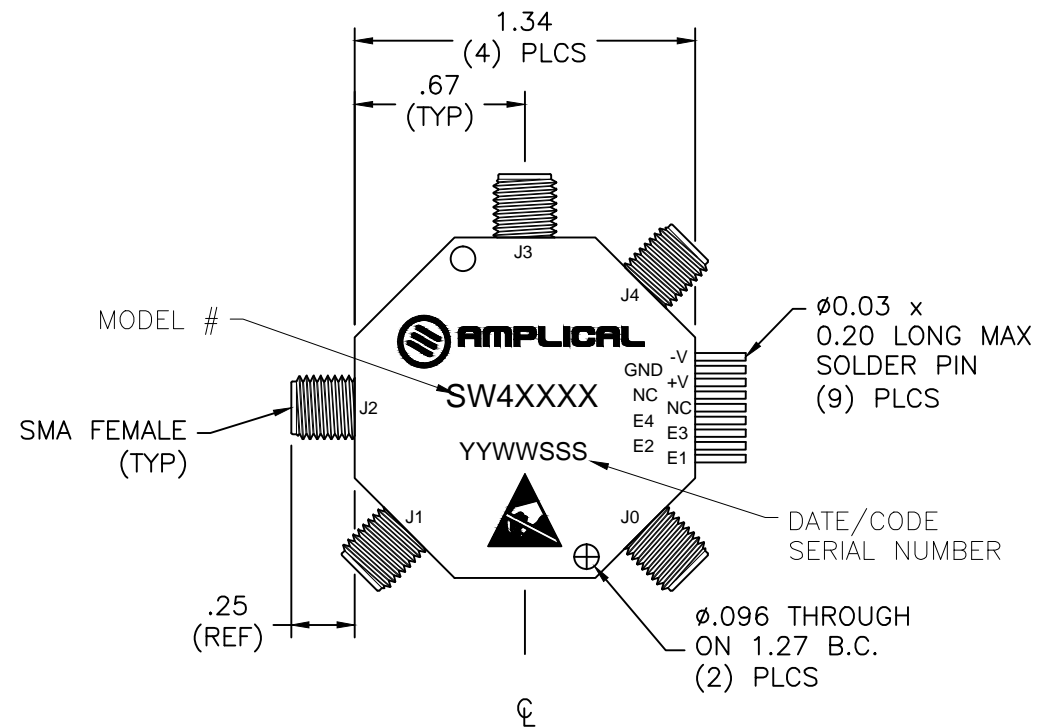 1.34
(4) PLCS
.67
(TYP)
J3
J4
MODEL #
AMPLICAL
ø0.03 x
0.20 LONG MAX
SOLDER PIN
(9) PLCS
-V
GND
+V
NC
NC
E4
E3
E2
E1
SW4XXXX
J2
SMA FEMALE
(TYP)
YYWWSSS
J1
J0
DATE/CODE
SERIAL NUMBER
.25
(REF)
ø.096 THROUGH
ON 1.27 B.C.
(2) PLCS
℄